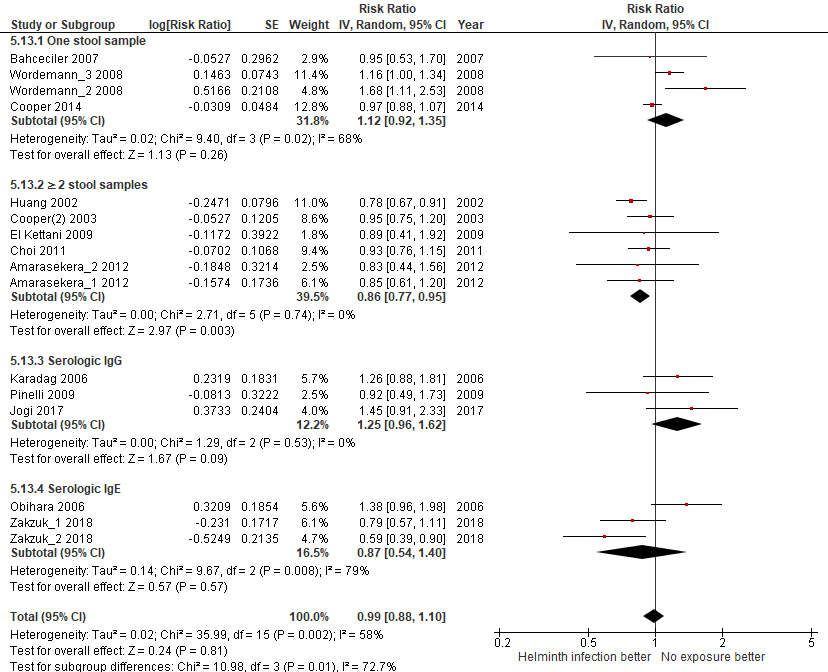 Risk Ratio Risk Ratio
Study or Subgroup log[Risk Ratio] SE Weight IV, Random, 95% CI Year IV, Random, 95% CI
5.13.1 One stool sample
Bahceciler 2007 -0.0527 0.2962 2.9% 0.95 [0.53, 1.70] 2007
Wordemann_3 2008 0.1463 0.0743 11.4% 1.16 [1.00, 1.34] 2008
Wordemann_2 2008 0.5166 0.2108 4.8% 1.68 [1.11, 2.53] 2008
Cooper 2014 -0.0309 0.0484 12.8% 0.97 [0.88, 1.07] 2014
Subtotal (95% CI) 31.8% 1.12 [0.92, 1.35]
Heterogeneity: Tau² = 0.02; Chi² = 9.40, df = 3 (P = 0.02); I² = 68%
Test for overall effect: Z = 1.13 (P = 0.26)
5.13.2 ≥ 2 stool samples
Huang 2002 -0.2471 0.0796 11.0% 0.78 [0.67, 0.91] 2002
Cooper(2) 2003 -0.0527 0.1205 8.6% 0.95 [0.75, 1.20] 2003
El Kettani 2009 -0.1172 0.3922 1.8% 0.89 [0.41, 1.92] 2009
Choi 2011 -0.0702 0.1068 9.4% 0.93 [0.76, 1.15] 2011
Amarasekera_2 2012 -0.1848 0.3214 2.5% 0.83 [0.44, 1.56] 2012
Amarasekera_1 2012 -0.1574 0.1736 6.1% 0.85 [0.61, 1.20] 2012
Subtotal (95% CI) 39.5% 0.86 [0.77, 0.95]
Heterogeneity: Tau² = 0.00; Chi² = 2.71, df = 5 (P = 0.74); I² = 0%
Test for overall effect: Z = 2.97 (P = 0.003)
5.13.3 Serologic IgG
Karadag 2006 0.2319 0.1831 5.7% 1.26 [0.88, 1.81] 2006
Pinelli 2009 -0.0813 0.3222 2.5% 0.92 [0.49, 1.73] 2009
Jogi 2017 0.3733 0.2404 4.0% 1.45 [0.91, 2.33] 2017
Subtotal (95% CI) 12.2% 1.25 [0.96, 1.62]
Heterogeneity: Tau² = 0.00; Chi² = 1.29, df = 2 (P = 0.53); I² = 0%
Test for overall effect: Z = 1.67 (P = 0.09)
5.13.4 Serologic IgE
Obihara 2006 0.3209 0.1854 5.6% 1.38 [0.96, 1.98] 2006
Zakzuk_1 2018 -0.231 0.1717 6.1% 0.79 [0.57, 1.11] 2018
Zakzuk_2 2018 -0.5249 0.2135 4.7% 0.59 [0.39, 0.90] 2018
Subtotal (95% CI) 16.5% 0.87 [0.54, 1.40]
Heterogeneity: Tau² = 0.14; Chi² = 9.67, df = 2 (P = 0.008); I² = 79%
Test for overall effect: Z = 0.57 (P = 0.57)
Total (95% CI) 100.0% 0.99 [0.88, 1.10]
Heterogeneity: Tau² = 0.02; Chi² = 35.99, df = 15 (P = 0.002); I² = 58%
Test for overall effect: Z = 0.24 (P = 0.81)
Test for subgroup differences: Chi² = 10.98, df = 3 (P = 0.01), I² = 72.7%
0.2 0.5 1 2 5
Helminth infection better No exposure better